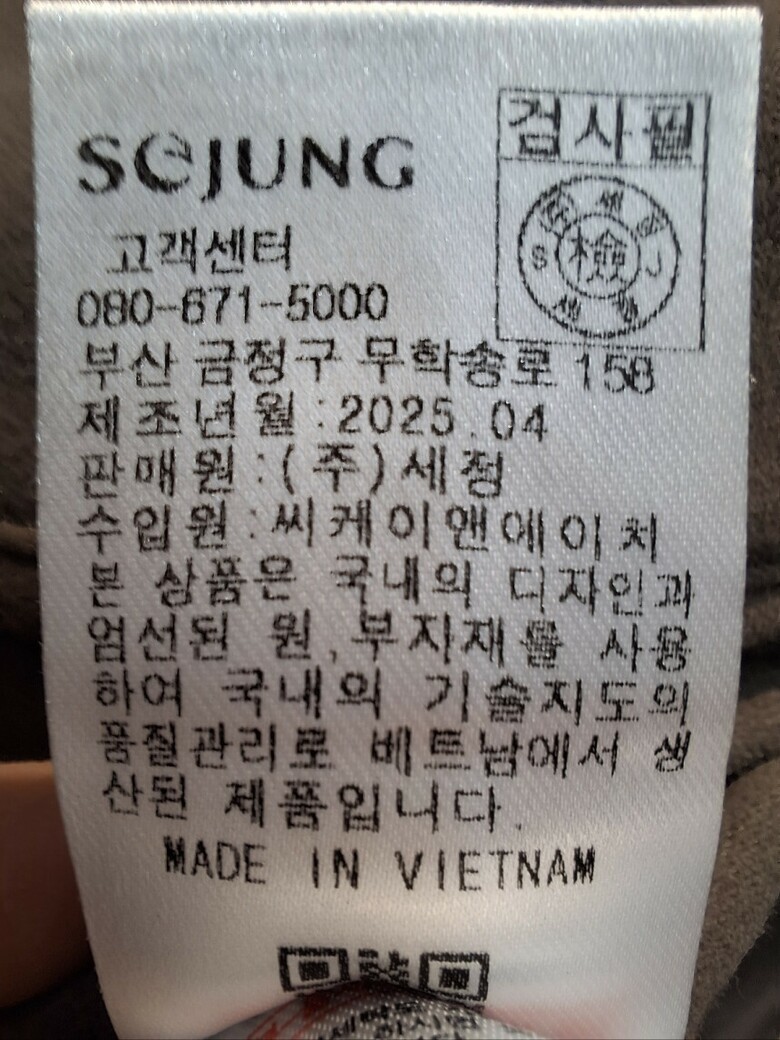 SEJUNG
검사필
檢
고객센터
080-671-5000
부산 금정구 무학송로 158
제조년월:2025.04
판매원:(주)세정
수입원:씨케이앤에이치
본 상품은 국내의 디자인과
엄선된 원,부자재를 사용
하여 국내의 기술지도의
품질관리로 베트남에서 생
산된 제품입니다.
MADE IN VIETNAM